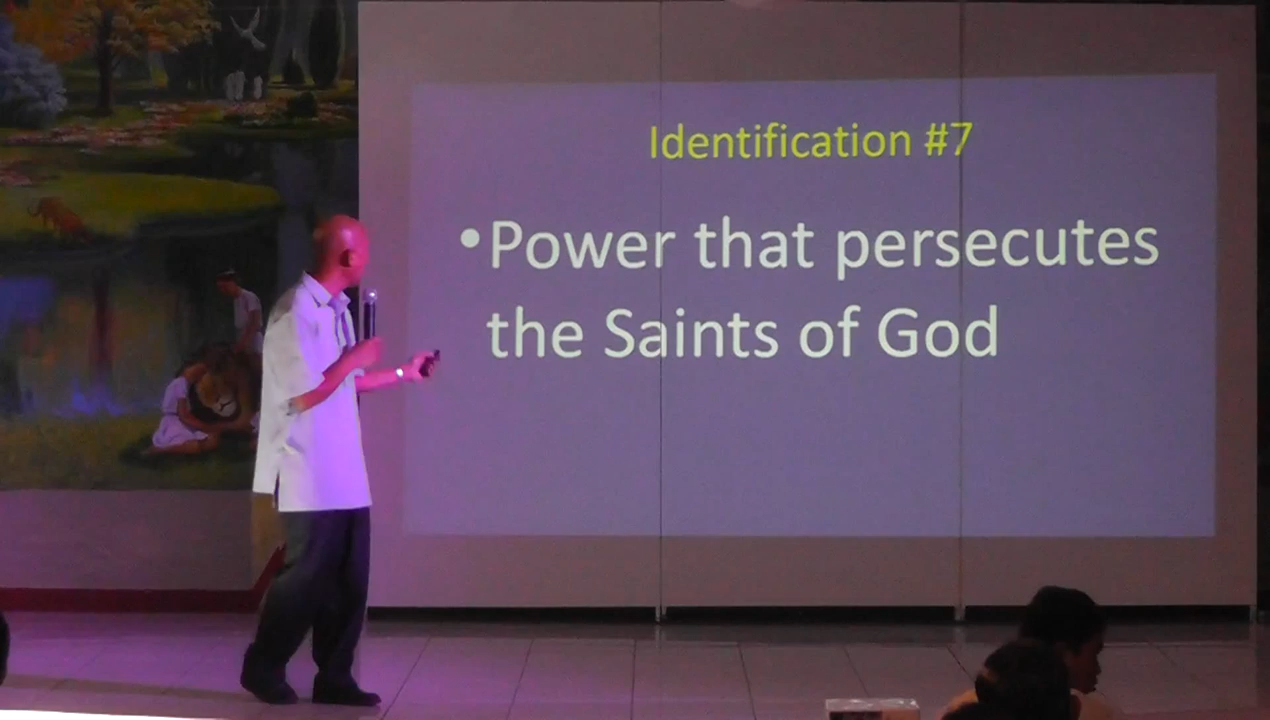 Identification #7
•Power that persecutes
the Saints of God